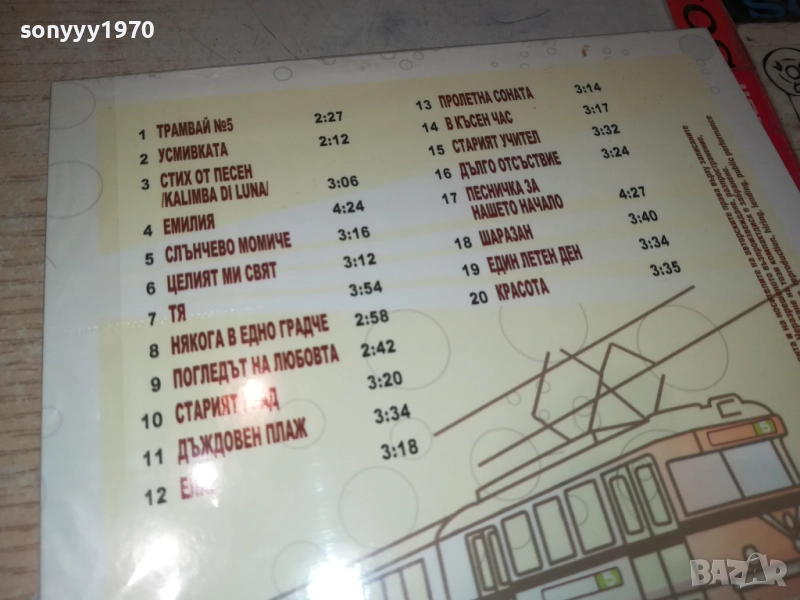 sonyyy1970
1 ТРАМВАЙ №5 2:27
2 УСМИВКАТА 2:12
3 СТИХ ОТ ПЕСЕН
/KALIMBA DI LUNA/ 3:06
4 ЕМИЛИЯ 4:24
5 СЛЪНЧЕВО МОМИЧЕ 3:16
6 ЦЕЛИЯТ МИ СВЯТ 3:12
7 ТЯ 3:54
8 НЯКОГА В ЕДНО ГРАДЧЕ 2:58
9 ПОГЛЕДЪТ НА ЛЮБОВТА 2:42
10 СТАРИЯТ 3:20
11 ДЪЖДОВЕН ПЛАЖ 3:34
12 3:18
13 ПРОЛЕТНА СОНАТА 3:14
14 В КЪСЕН ЧАС 3:17
15 СТАРИЯТ УЧИТЕЛ 3:32
16 ДЪЛГО ОТСЪСТВИЕ 3:24
17 ПЕСНИЧКА ЗА
НАШЕТО НАЧАЛО 4:27
18 ШАРАЗАН 3:40
19 ЕДИН ЛЕТЕН ДЕН 3:34
20 КРАСОТА 3:35
5
5
BAZAR